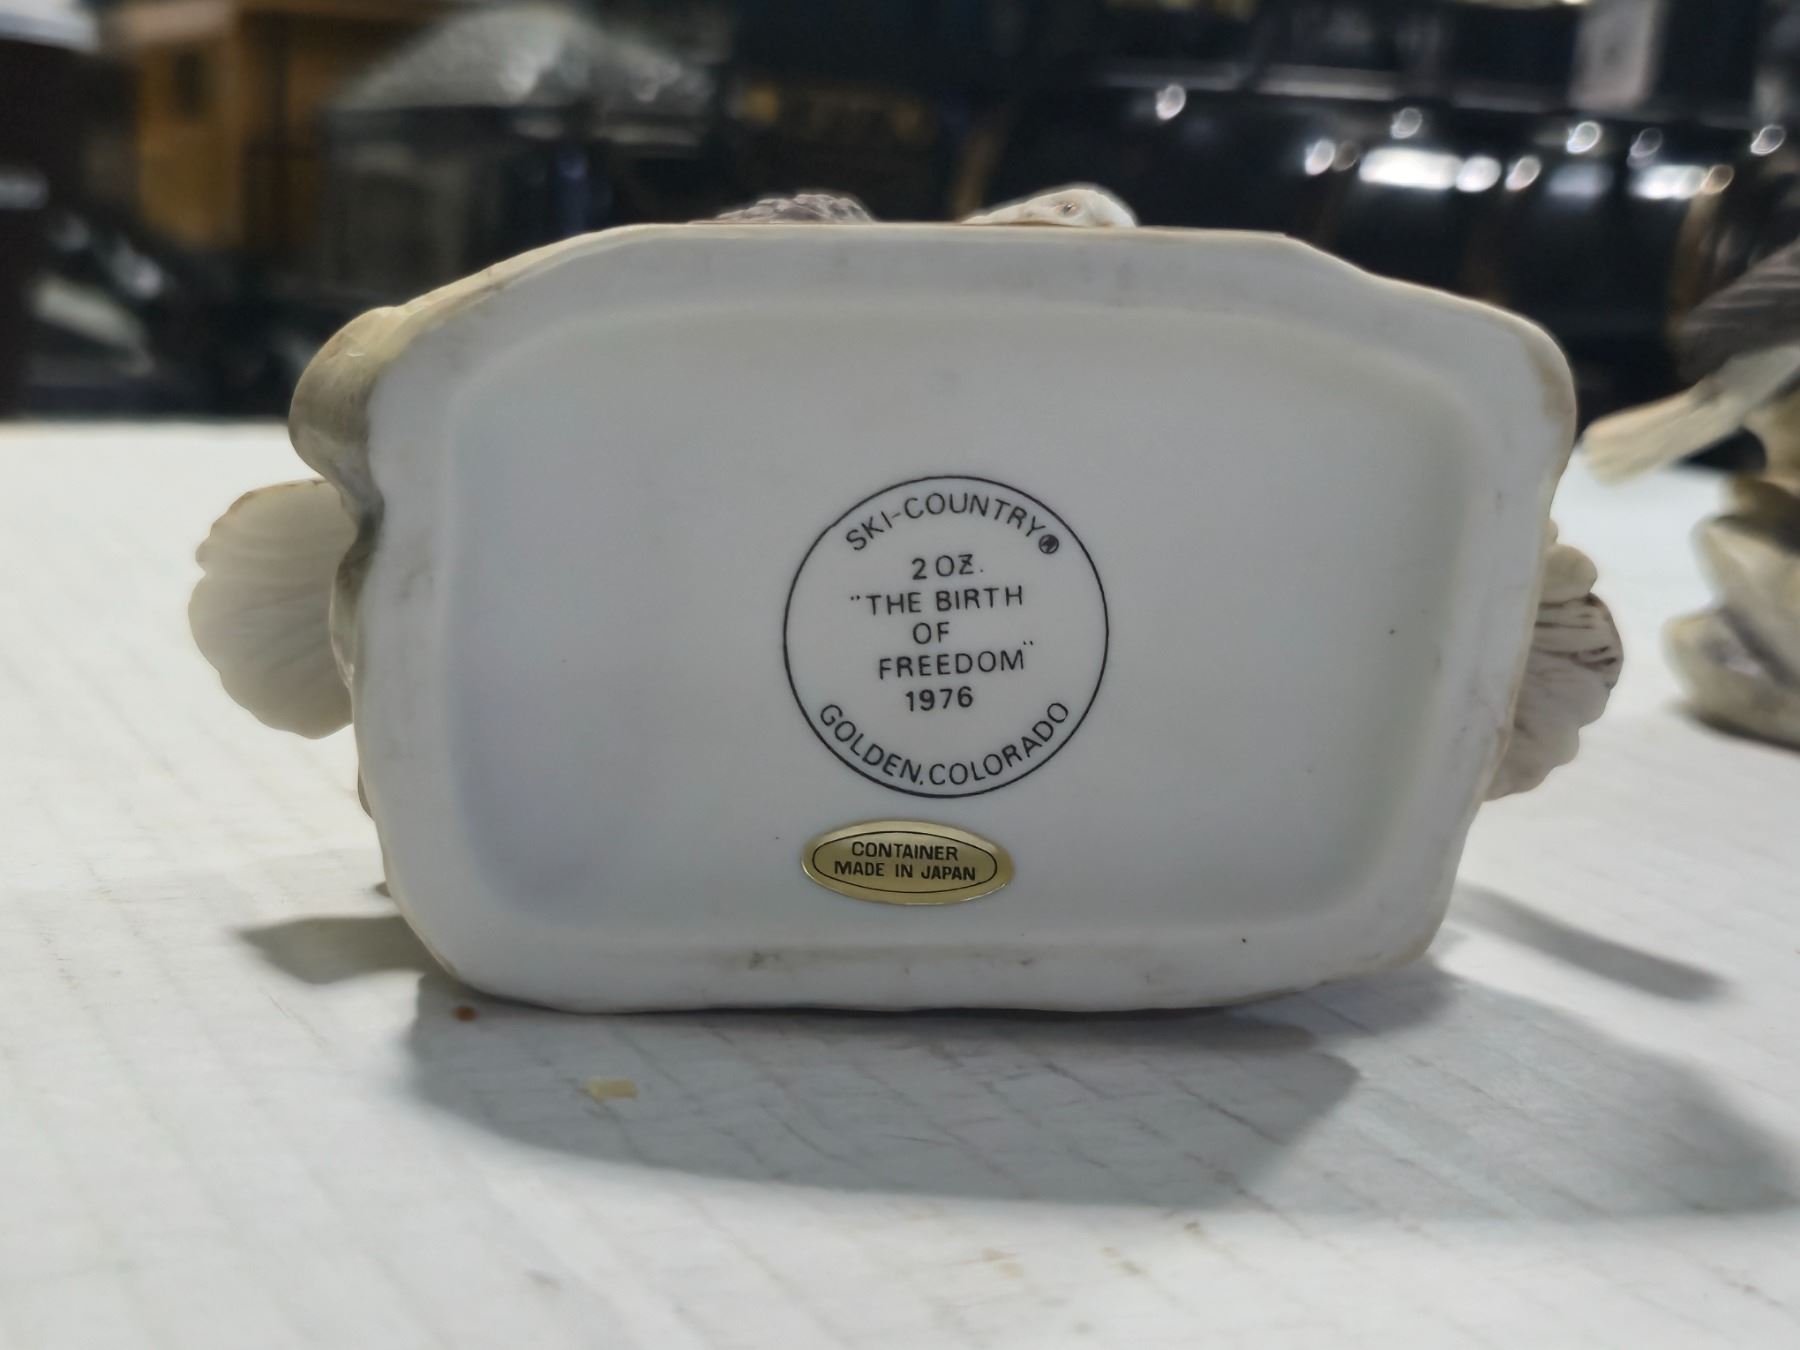 SKI-COUNTRY®
2 OZ.
"THE BIRTH
OF
FREEDOM"
1976
GOLDEN, COLORADO
CONTAINER
MADE IN JAPAN